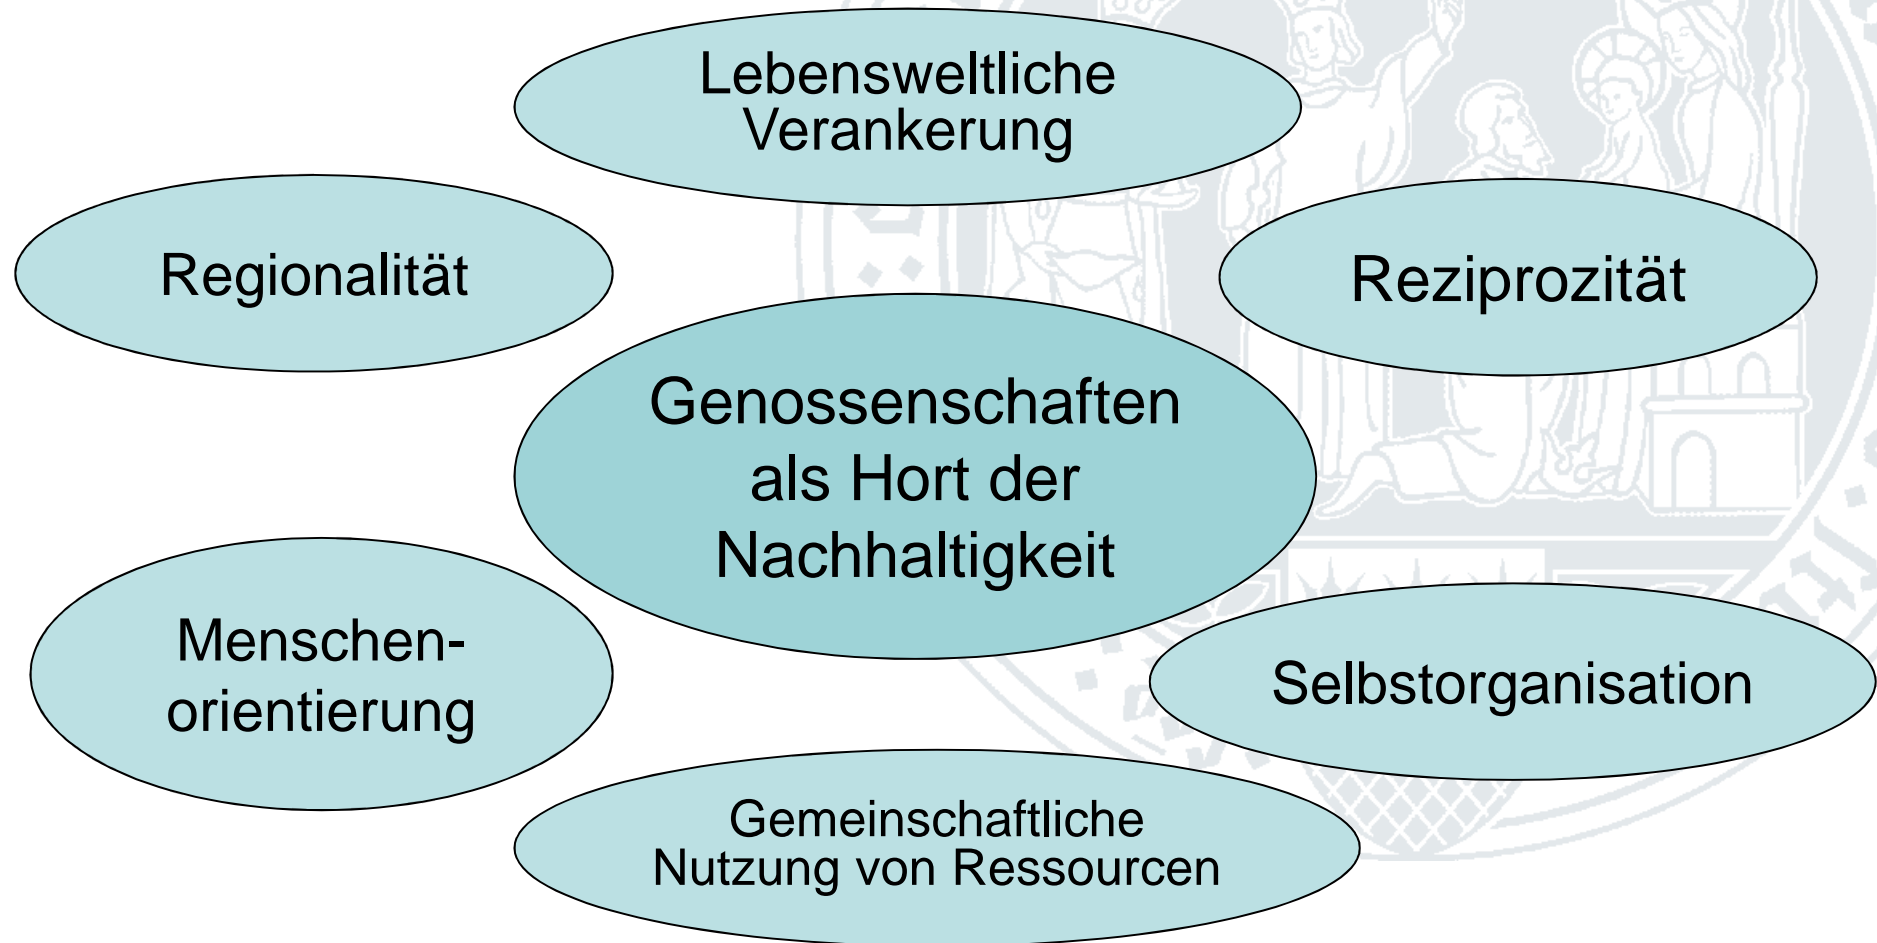 Lebensweltliche
Verankerung
Regionalität
Reziprozität
Genossenschaften
als Hort der
Nachhaltigkeit
Menschen-
orientierung
Selbstorganisation
Gemeinschaftliche
Nutzung von Ressourcen